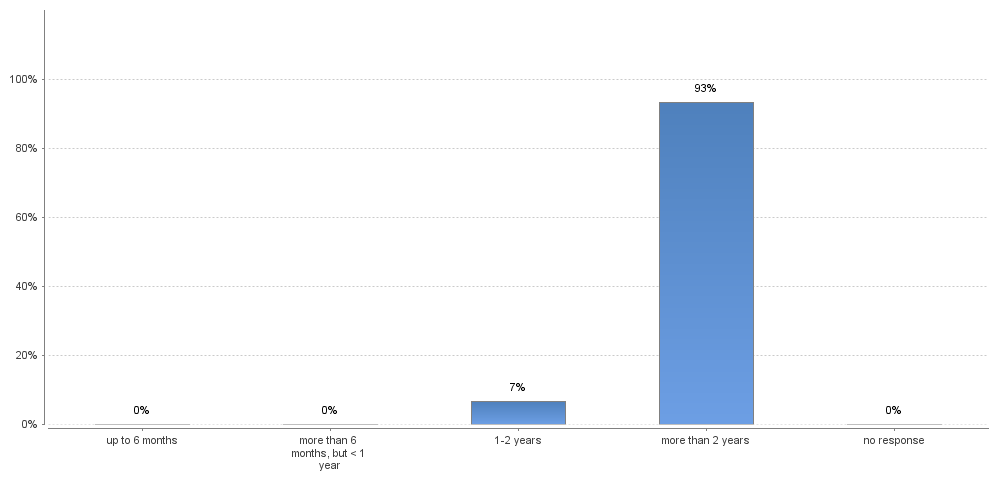 100%
80%
60%
40%
20%
0%
0%
0%
7%
93%
0%
up to 6 months
more than 6
months, but < 1
year
1-2 years
more than 2 years
no response